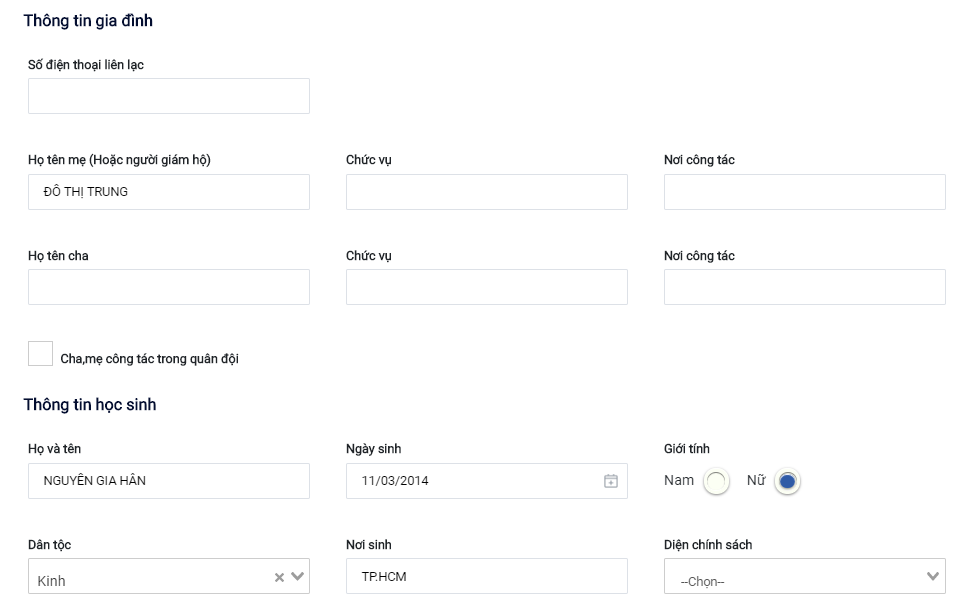 Thông tin gia đình
Số điện thoại liên lạc
Họ tên mẹ (Hoặc người giám hộ) Chức vụ Nơi công tác
ĐÔ THỊ TRUNG
Họ tên cha Chức vụ Nơi công tác
Cha,mẹ công tác trong quân đội
Thông tin học sinh
Họ và tên Ngày sinh Giới tính
NGUYÊN GIA HÂN 11/03/2014 Nam Nữ
Dân tộc Nơi sinh Diện chính sách
Kinh TP.HCM --Chọn--